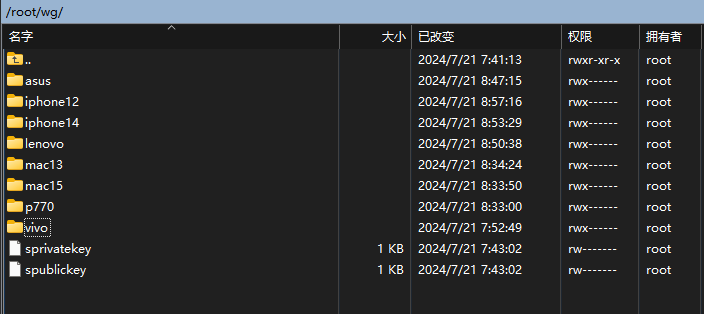 /root/wg/
名字 大小 已改变 权限 拥有者
.. 2024/7/21 7:41:13 rwxr-xr-x root
asus 2024/7/21 8:47:15 rwx------ root
iphone12 2024/7/21 8:57:16 rwx------ root
iphone14 2024/7/21 8:53:29 rwx------ root
lenovo 2024/7/21 8:50:38 rwx------ root
mac13 2024/7/21 8:34:24 rwx------ root
mac15 2024/7/21 8:33:50 rwx------ root
p770 2024/7/21 8:33:00 rwx------ root
vivo 2024/7/21 7:52:49 rwx------ root
sprivatekey 1 KB 2024/7/21 7:43:02 rw------- root
spublickey 1 KB 2024/7/21 7:43:02 rw------- root